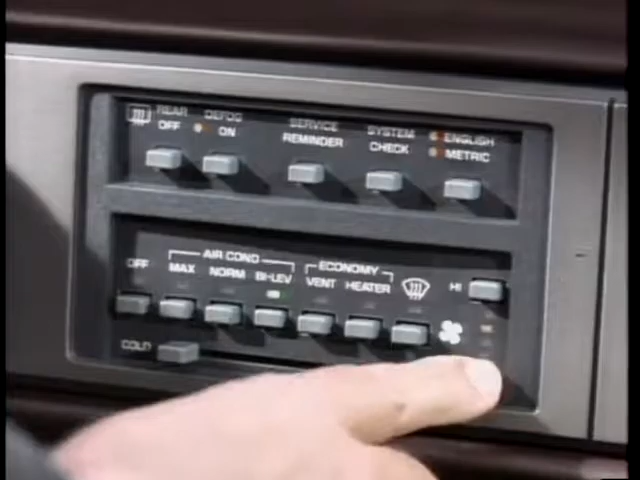 REAR DEFOG
OFF ON
SERVICE
REMINDER
SYSTEM
CHECK
ENGLISH
METRIC
OFF
AIR COND
MAX NORM BI-LEV
ECONOMY
VENT HEATER
HI
COLD